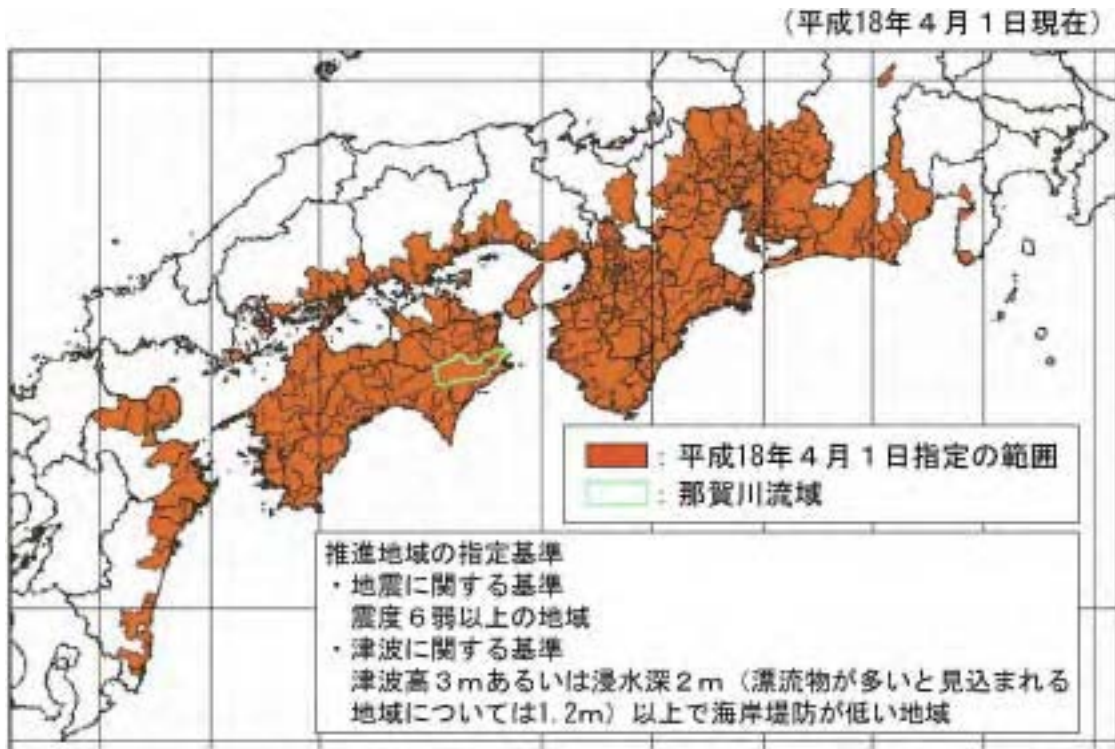 (平成18年4月1日現在)
：平成18年4月1日指定の範囲
：那賀川流域
推進地域の指定基準
・地震に関する基準
震度6弱以上の地域
・津波に関する基準
津波高3mあるいは浸水深2m（漂流物が多いと見込まれる
地域については1.2m）以上で海岸堤防が低い地域